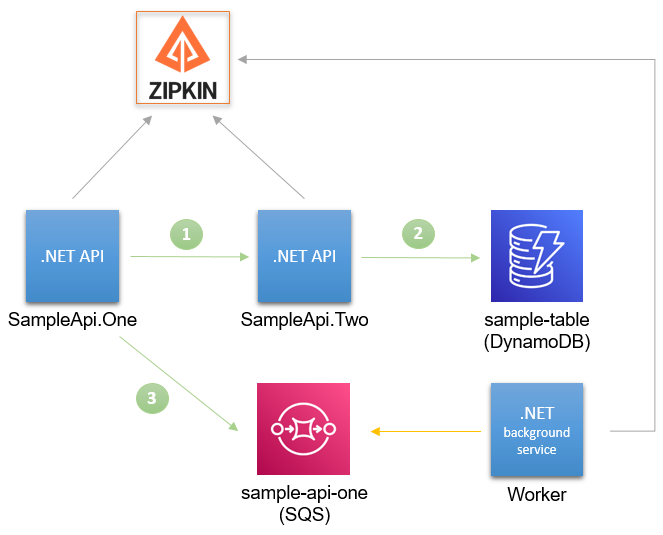 ZIPKIN
.NET API
1
.NET API
2
SampleApi.One
SampleApi.Two
sample-table
(DynamoDB)
3
.NET
background
service
sample-api-one
(SQS)
Worker